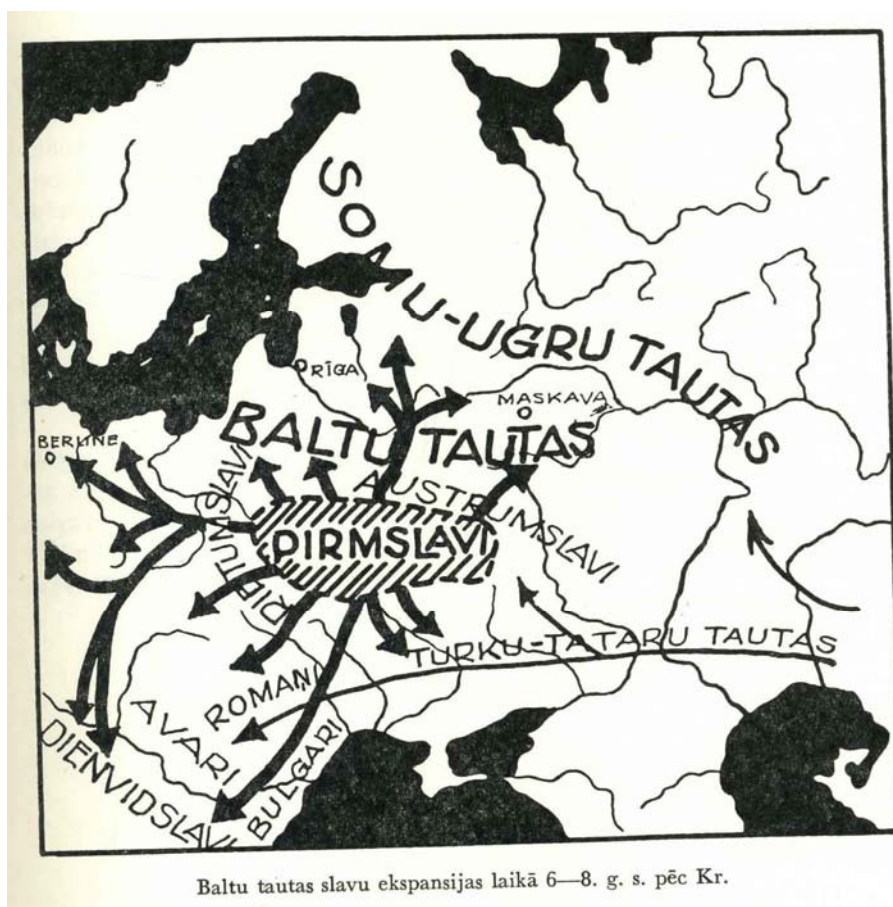 SOMU-UGRU TAUTAS
RĪGA
MASKAVA
BERLINE
BALTU TAUTAS
RIETUMSLAVI
AUSTRUMSLAVI
PIRMSLAVI
TURKU-TATARU TAUTAS
ROMAŅI
AVARI
BULGARI
DIENVIDSLAVI
Baltu tautas slavu ekspansijas laikā 6—8. g. s. pēc Kr.